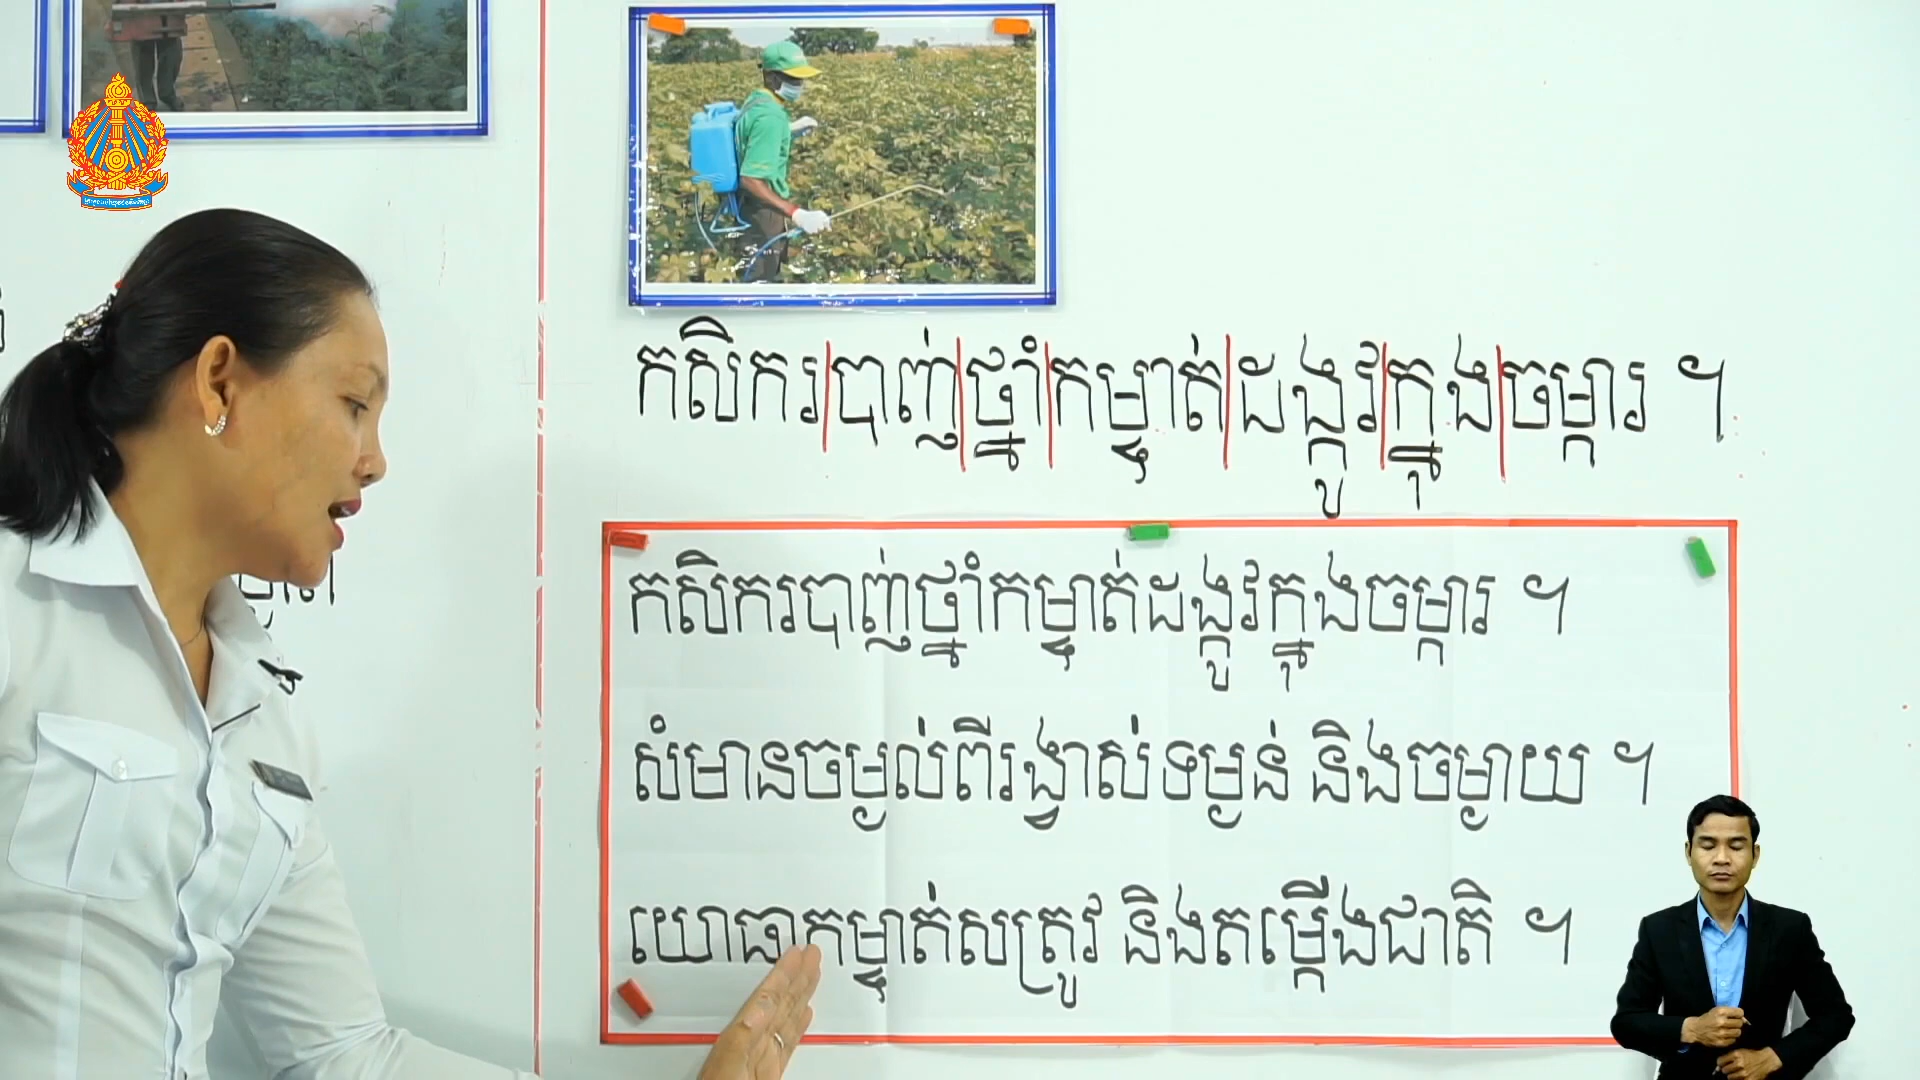 កសិករ|បាញ់|ថ្នាំ|កម្ចាត់|ដង្កូវ|ក្នុង|ចម្ការ ។
កសិករបាញ់ថ្នាំកម្ចាត់ដង្កូវក្នុងចម្ការ ។
សំមានចម្ងល់ពីរង្វាស់ទម្ងន់ និងចម្ងាយ ។
យោធាកម្ចាត់សត្រូវ និងតម្កើងជាតិ ។